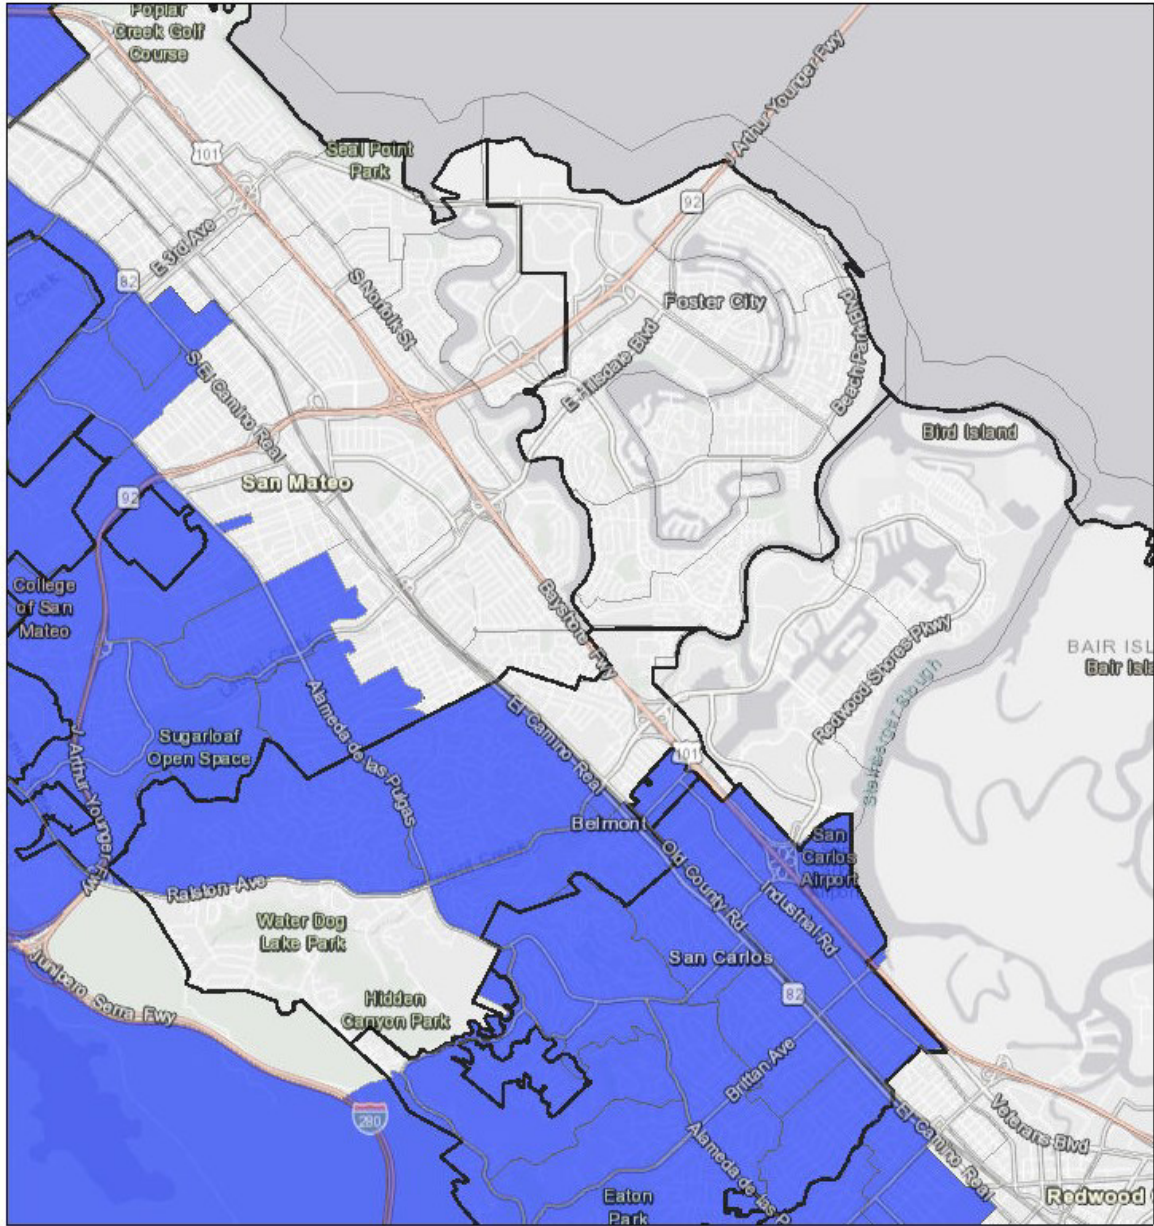 Poplar
Creek Golf
Course
J Arthur Younger Fwy
101
Seal Point
Park
92
E 3rd Ave
Creek
82
S Norfolk St
Foster City
Beach Park Blvd
E Hillsdale Blvd
S El Camino Real
Bird Island
San Mateo
92
College
of San
Mateo
Bayshore Fwy
Laurel Creek
Redwood Shores Pkwy
BAIR ISL
Bair Isla
Steinberger Slough
Alameda de las Pulgas
El Camino Real
Sugarloaf
Open Space
J Arthur Younger Fwy
101
Belmont
San
Carlos
Airport
Old County Rd
Industrial Rd
Ralston Ave
Water Dog
Lake Park
San Carlos
82
Junipero Serra Fwy
Hidden
Canyon Park
Brittan Ave
280
El Camino Real
Veterans Blvd
Alameda de las P
Eaton
Park
Redwood